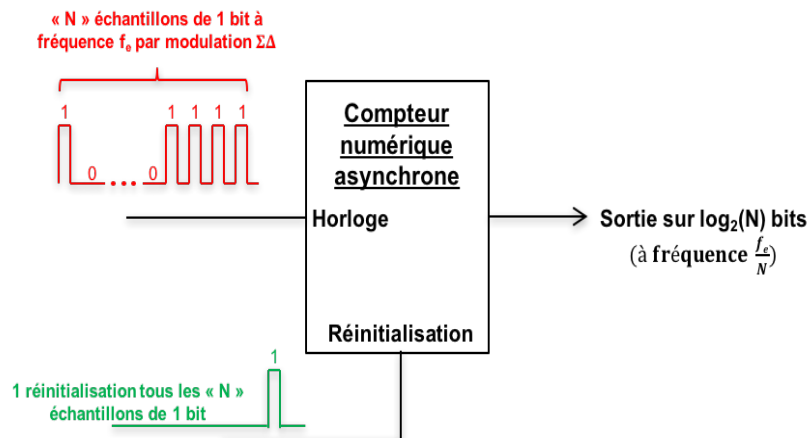 « N » échantillons de 1 bit à
fréquence fₑ par modulation ΣΔ
1 0 ... 0 1 1 1 1
Compteur
numérique
asynchrone
Horloge
Sortie sur log₂(N) bits
(à fréquence fₑ/N)
Réinitialisation
1
1 réinitialisation tous les « N »
échantillons de 1 bit